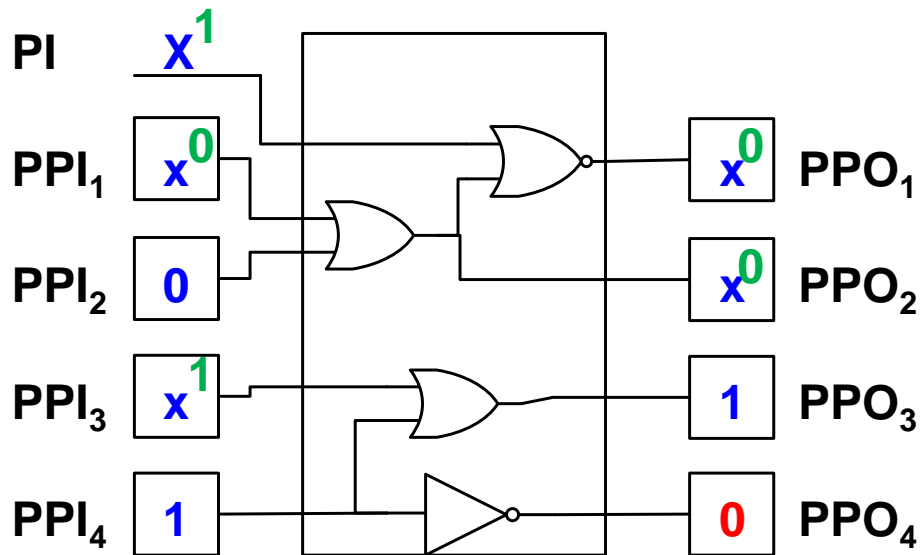 PI X1
PPI1 x0 x0 PPO1
PPI2 0 x0 PPO2
PPI3 x1 1 PPO3
PPI4 1 0 PPO4